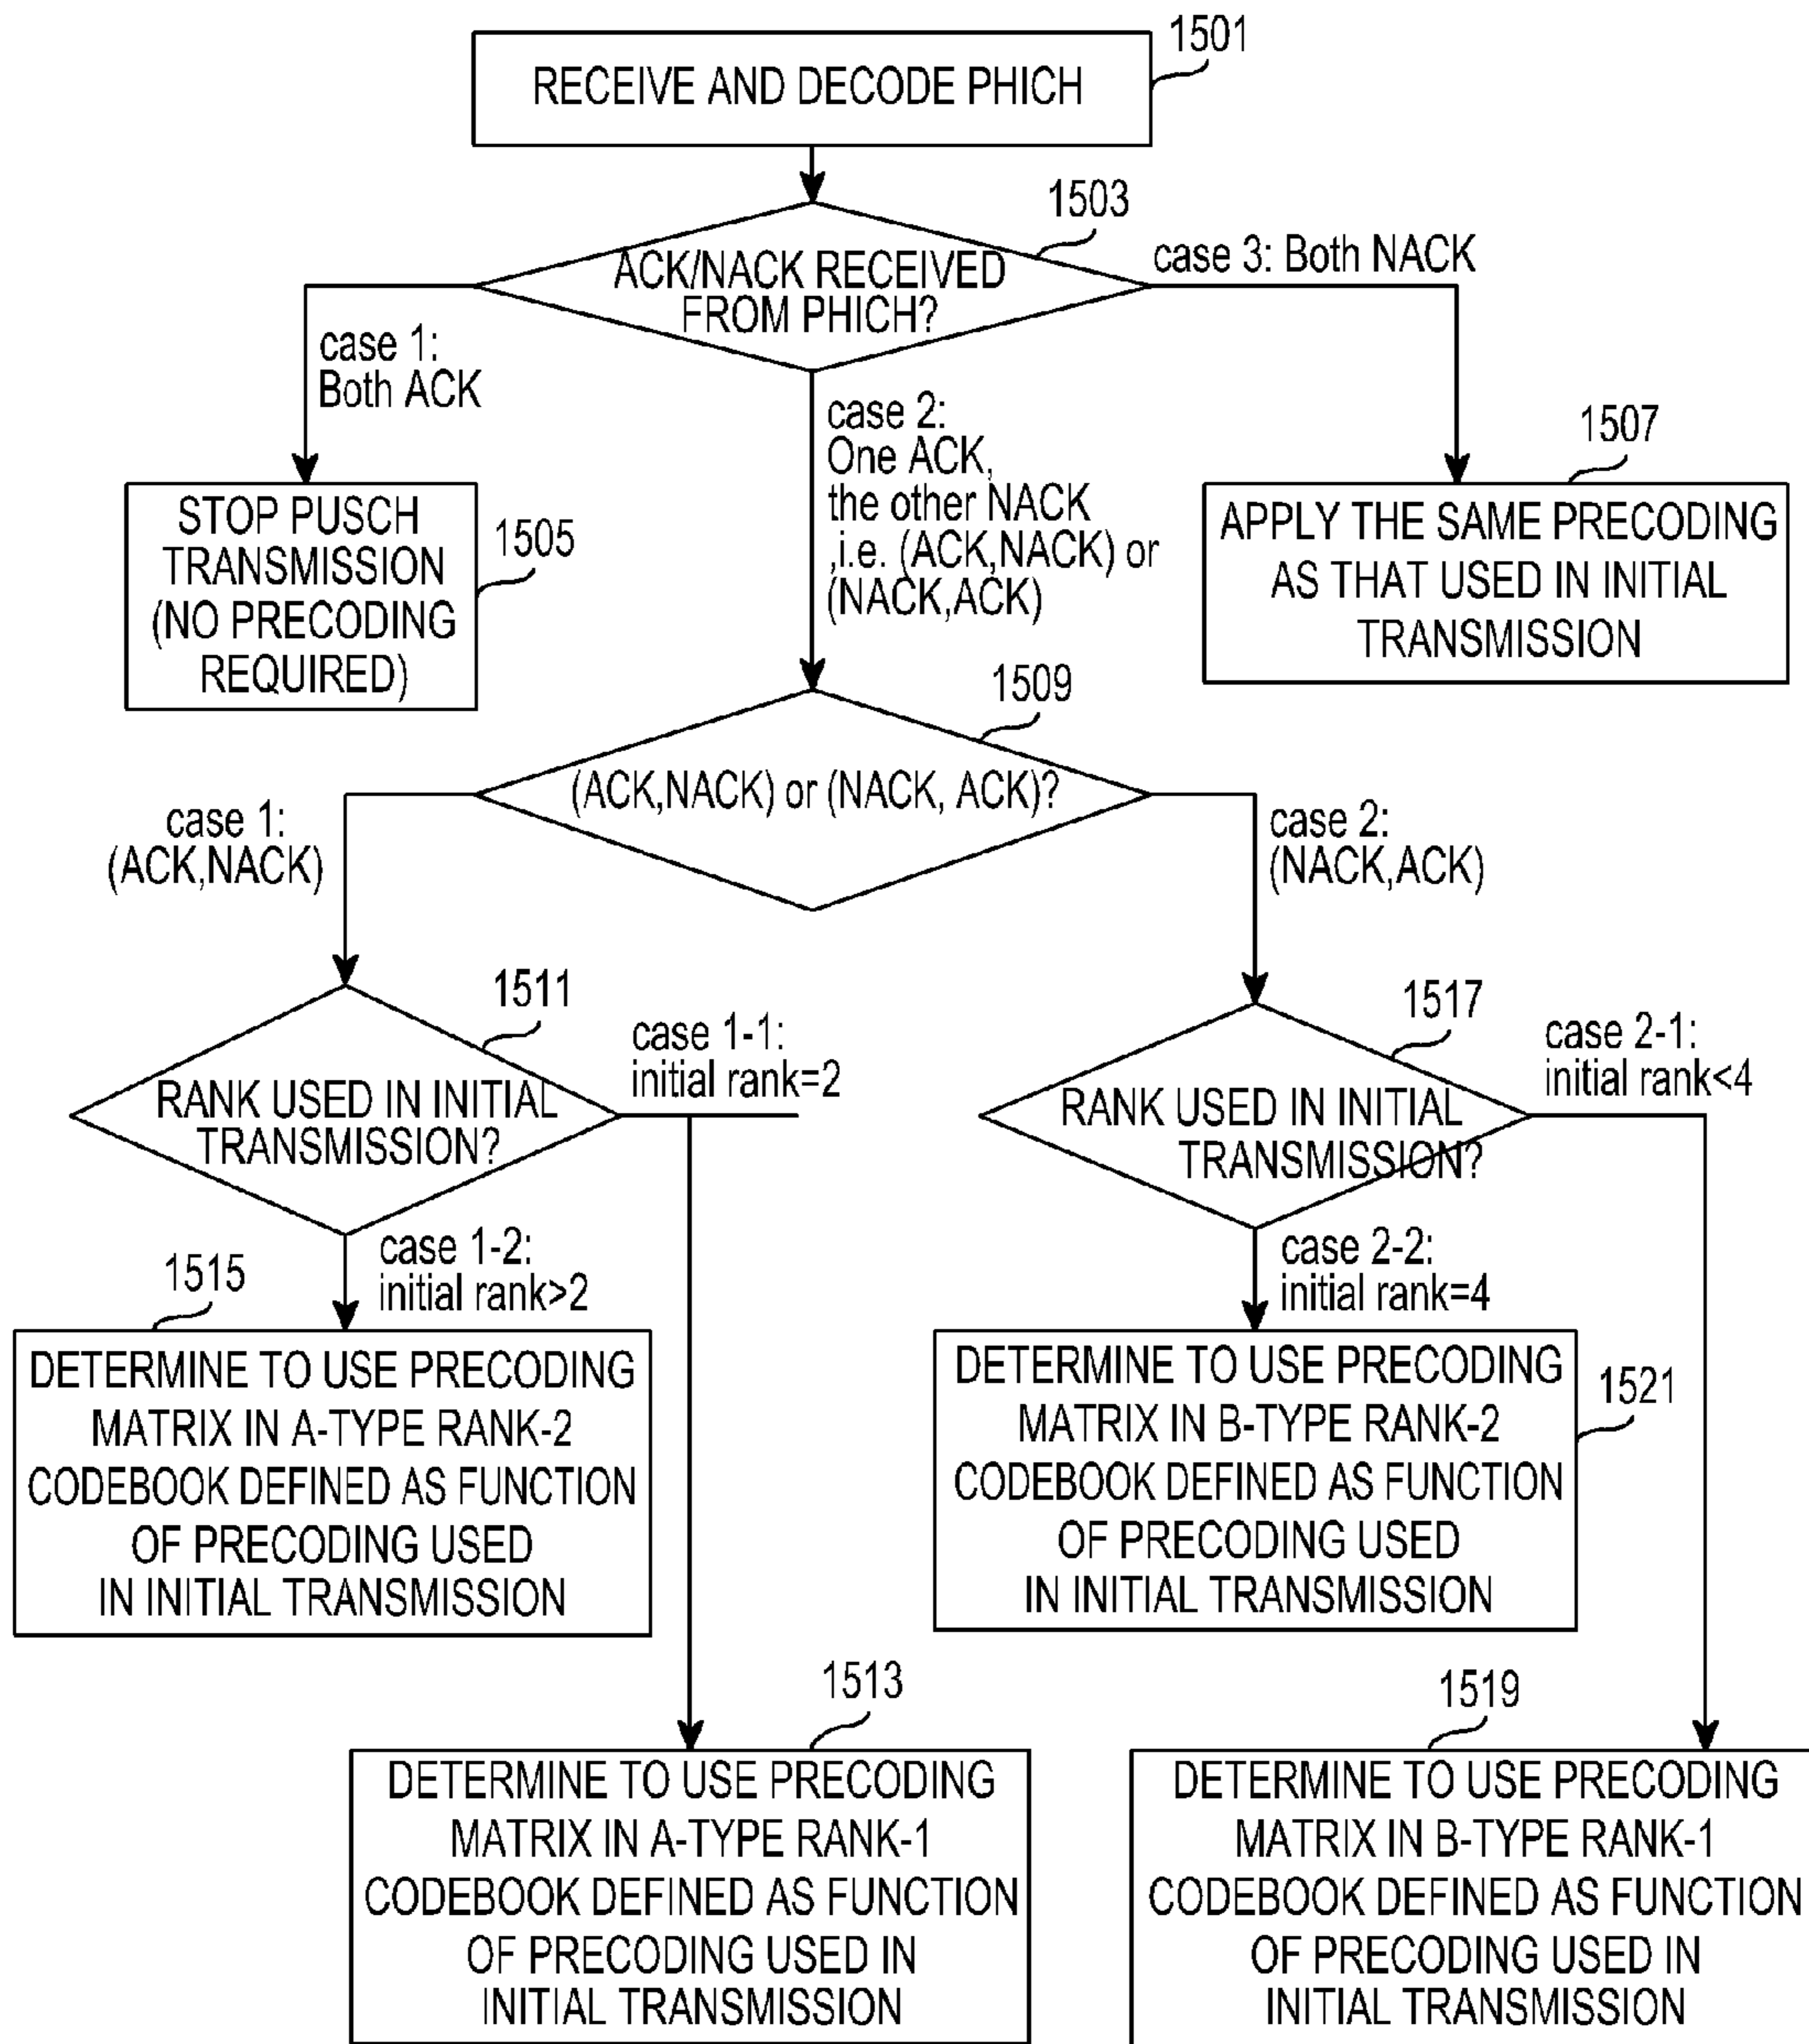 1501
RECEIVE AND DECODE PHICH
1503
ACK/NACK RECEIVED
FROM PHICH?
case 3: Both NACK
case 1:
Both ACK
case 2:
One ACK,
the other NACK
,i.e. (ACK,NACK) or
(NACK,ACK)
STOP PUSCH
TRANSMISSION
(NO PRECODING
REQUIRED)
1505
1507
APPLY THE SAME PRECODING
AS THAT USED IN INITIAL
TRANSMISSION
1509
(ACK,NACK) or (NACK, ACK)?
case 1:
(ACK,NACK)
case 2:
(NACK,ACK)
1511
RANK USED IN INITIAL
TRANSMISSION?
case 1-1:
initial rank=2
1517
RANK USED IN INITIAL
TRANSMISSION?
case 2-1:
initial rank<4
case 1-2:
initial rank>2
1515
DETERMINE TO USE PRECODING
MATRIX IN A-TYPE RANK-2
CODEBOOK DEFINED AS FUNCTION
OF PRECODING USED
IN INITIAL TRANSMISSION
case 2-2:
initial rank=4
DETERMINE TO USE PRECODING
MATRIX IN B-TYPE RANK-2
CODEBOOK DEFINED AS FUNCTION
OF PRECODING USED
IN INITIAL TRANSMISSION
1521
1513
DETERMINE TO USE PRECODING
MATRIX IN A-TYPE RANK-1
CODEBOOK DEFINED AS FUNCTION
OF PRECODING USED IN
INITIAL TRANSMISSION
1519
DETERMINE TO USE PRECODING
MATRIX IN B-TYPE RANK-1
CODEBOOK DEFINED AS FUNCTION
OF PRECODING USED IN
INITIAL TRANSMISSION